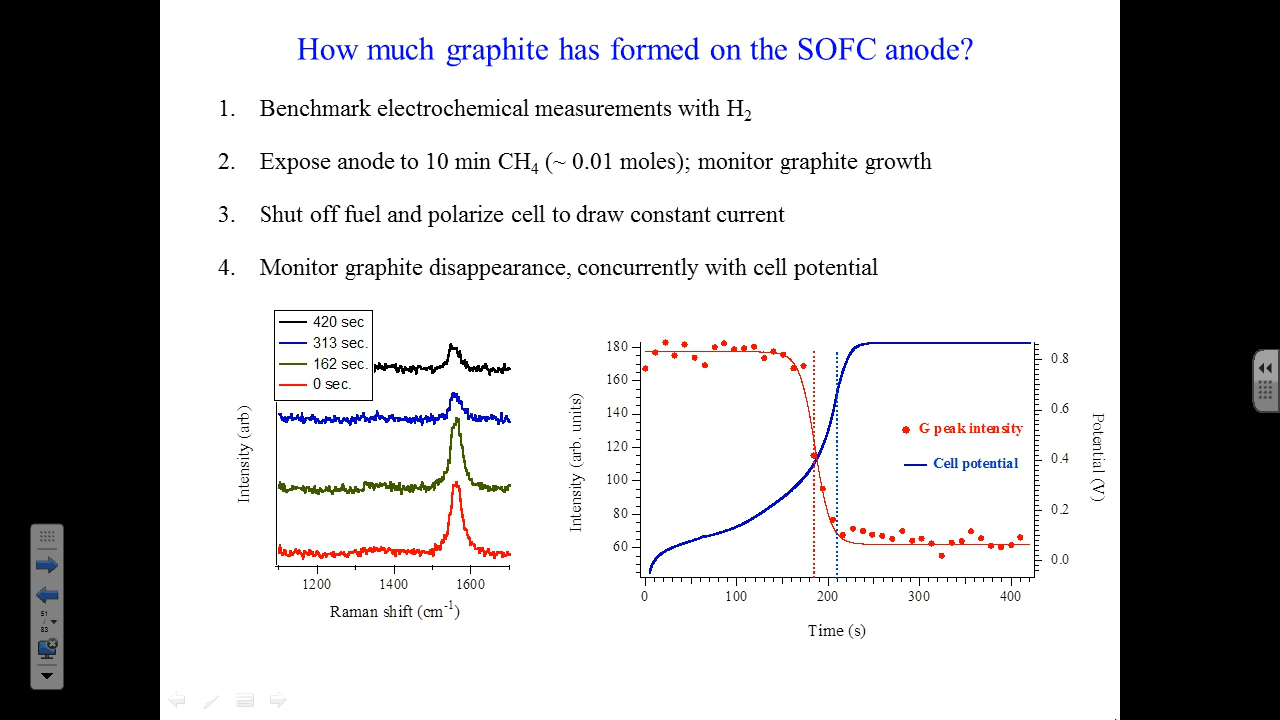 How much graphite has formed on the SOFC anode?
1. Benchmark electrochemical measurements with H2
2. Expose anode to 10 min CH4 (~ 0.01 moles); monitor graphite growth
3. Shut off fuel and polarize cell to draw constant current
4. Monitor graphite disappearance, concurrently with cell potential
420 sec
313 sec.
162 sec.
0 sec.
Intensity (arb)
1200 1400 1600
Raman shift (cm-1)
Intensity (arb. units)
180
160
140
120
100
80
60
G peak intensity
Cell potential
0.8
0.6
0.4
0.2
0.0
Potential (V)
0 100 200 300 400
Time (s)
51
/
83